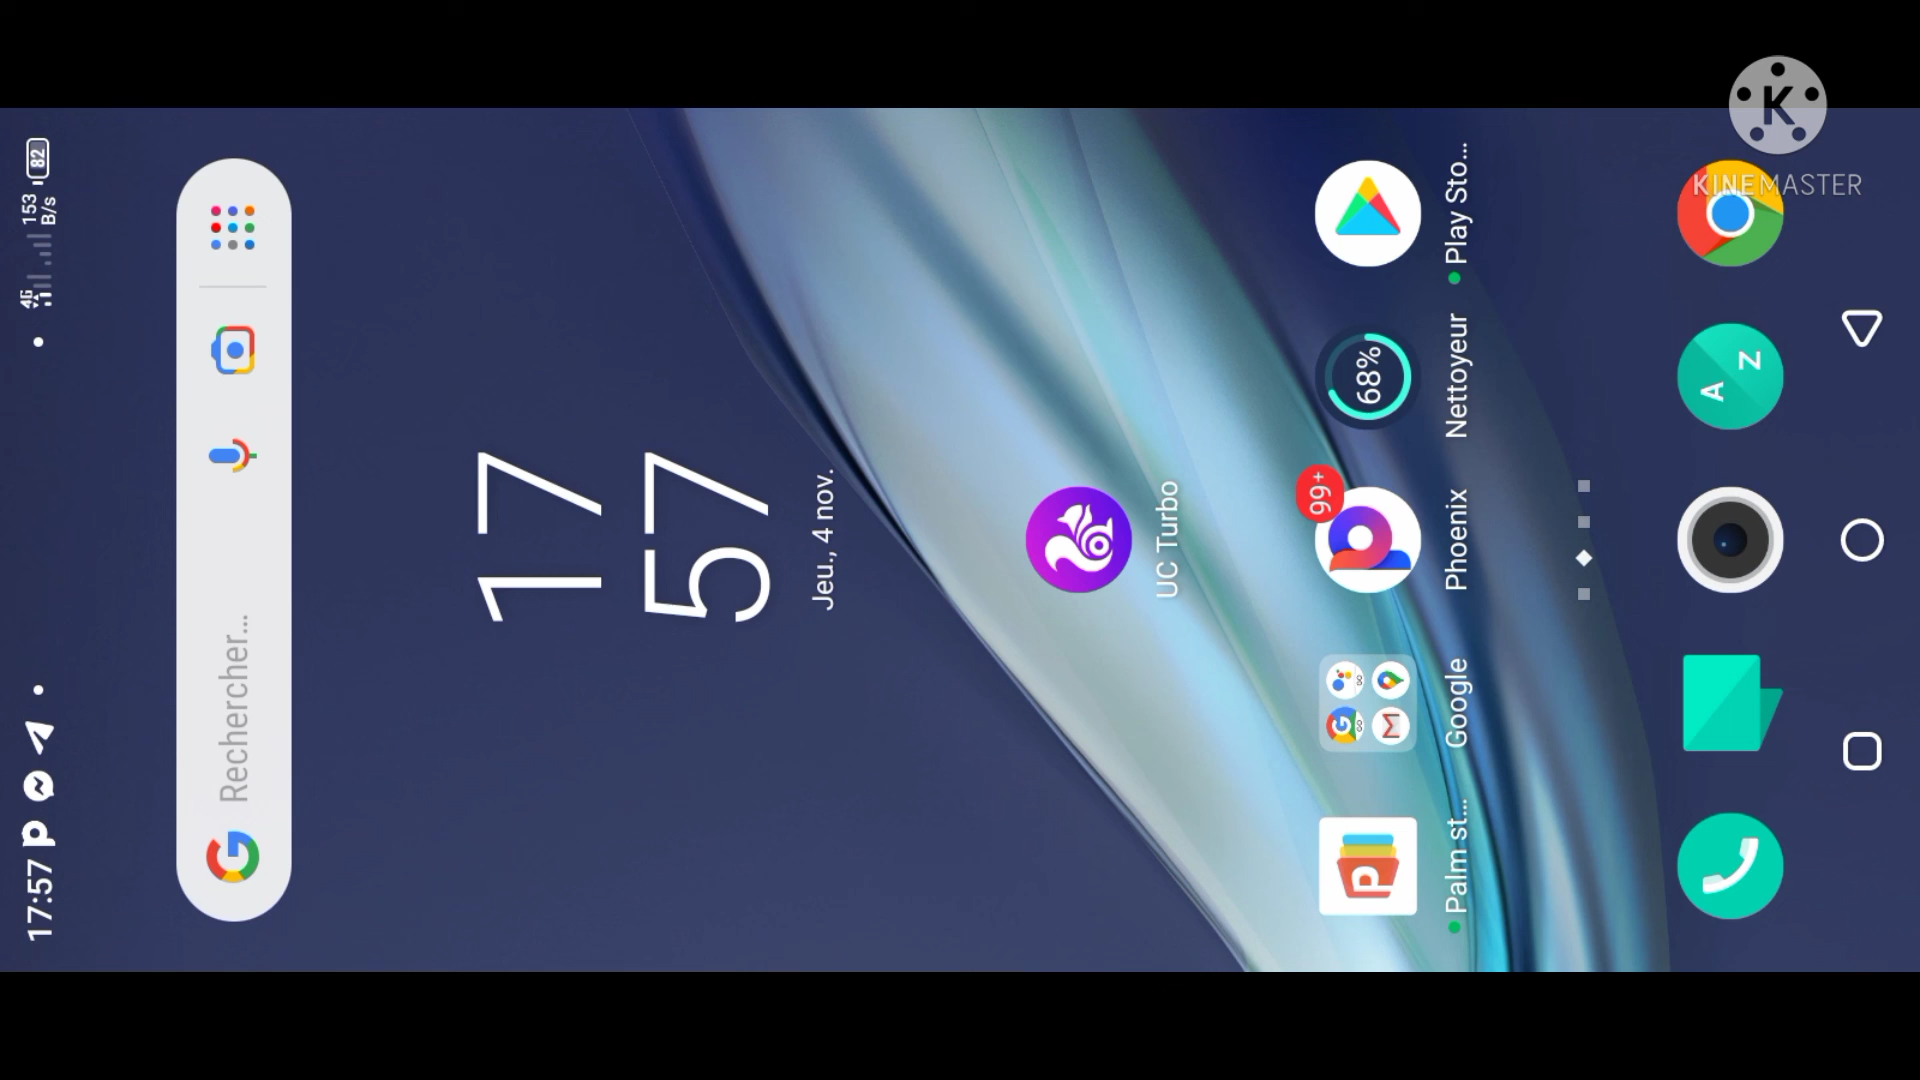 17:57
4G
153 B/s
82
Rechercher...
17
57
Jeu., 4 nov.
UC Turbo
99+
68%
Palm st...
Google
Phoenix
Nettoyeur
Play Sto...
A Z
K
KINEMASTER